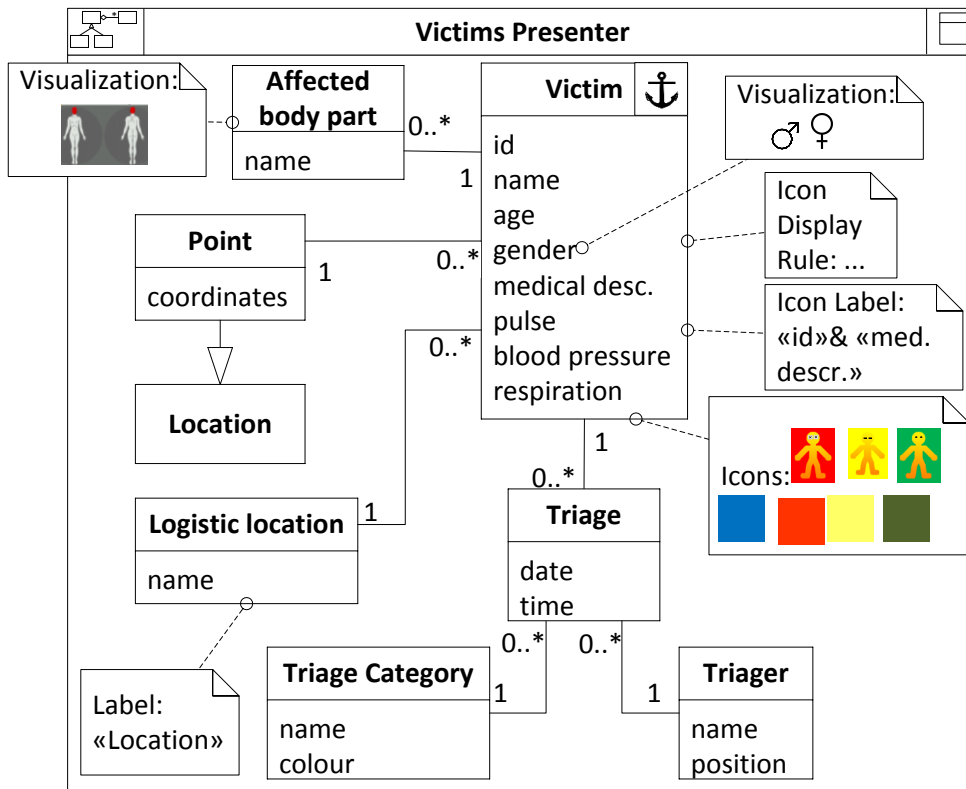 Victims Presenter
Visualization:
Affected
body part
name
0..*
1
Victim
id
name
age
gender
medical desc.
pulse
blood pressure
respiration
Visualization:
♂ ♀
Icon
Display
Rule: ...
Point
coordinates
1
0..*
Icon Label:
«id»& «med.
descr.»
Location
0..*
Icons:
1
0..*
Logistic location
name
1
Triage
date
time
0..*
0..*
Label:
«Location»
Triage Category
name
colour
1
Triager
name
position
1
*